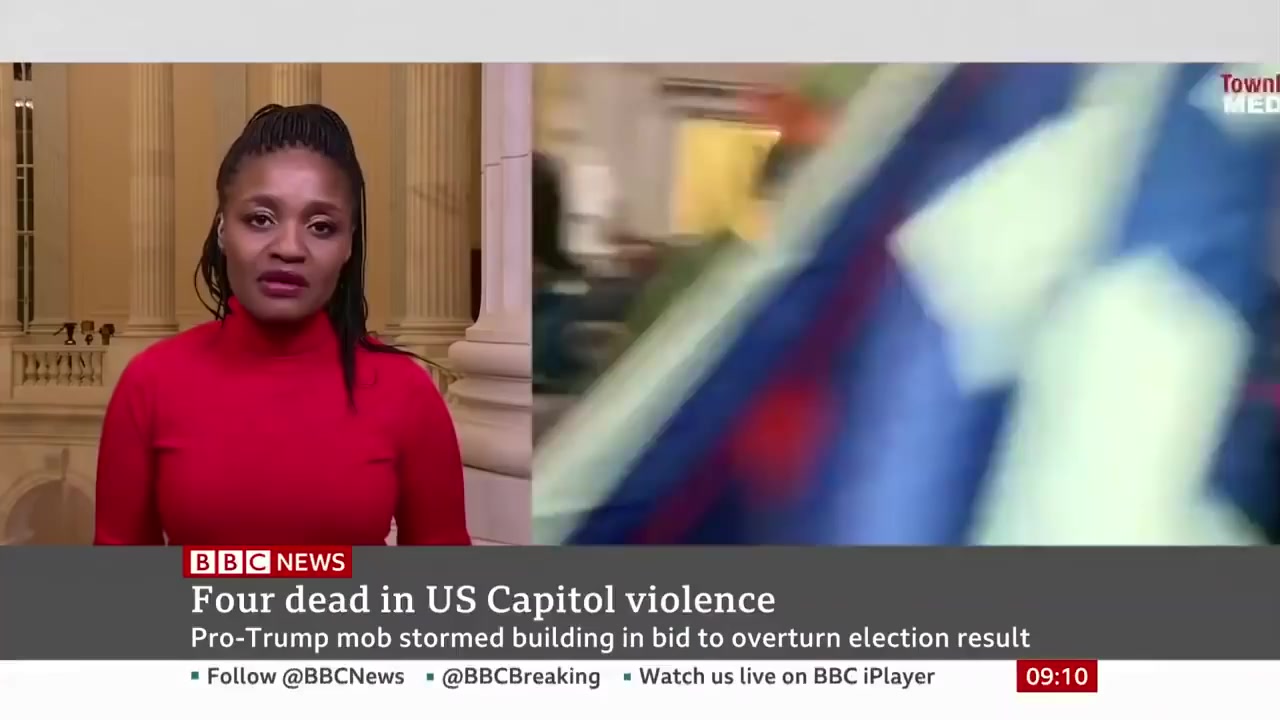 MED
BBC NEWS
Four dead in US Capitol violence
Pro-Trump mob stormed building in bid to overturn election result
Follow @BBCNews @BBCBreaking Watch us live on BBC iPlayer
09:10